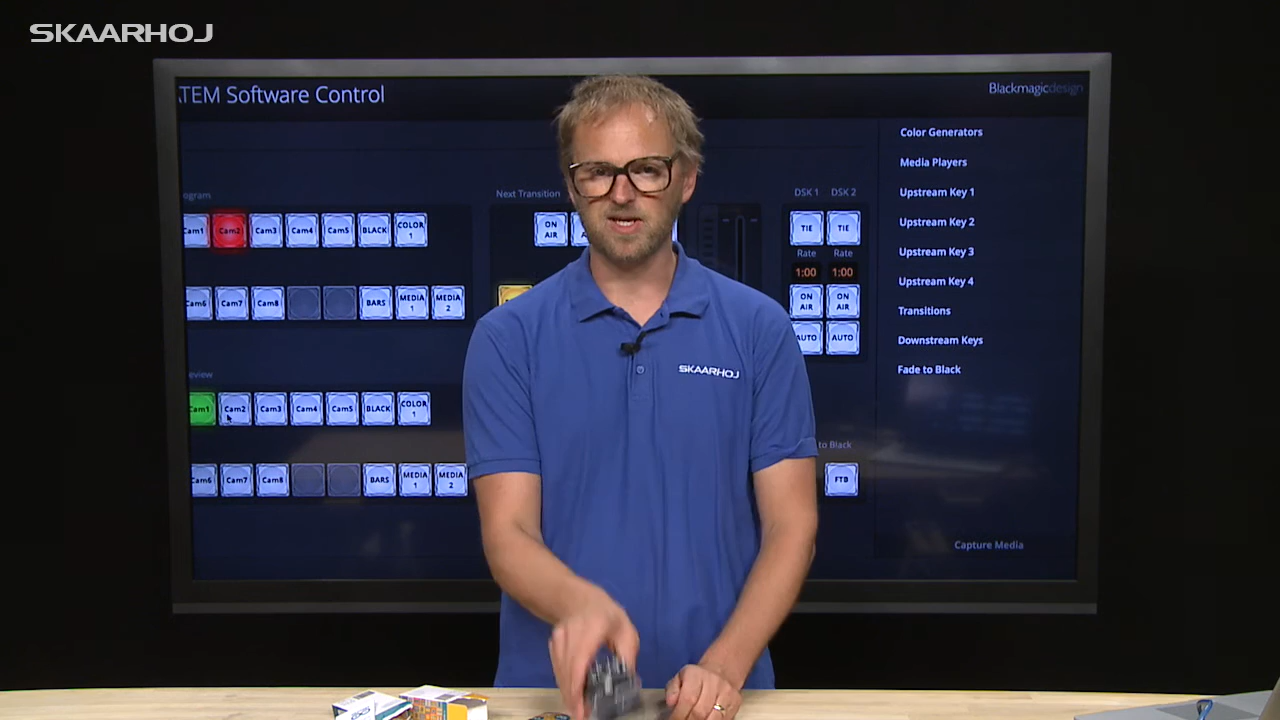 SKAARHOJ
TEM Software Control
Blackmagicdesign
ogram
Cam1 Cam2 Cam3 Cam4 Cam5 BLACK COLOR 1
Cam6 Cam7 Cam8 BARS MEDIA 1 MEDIA 2
eview
Cam1 Cam2 Cam3 Cam4 Cam5 BLACK COLOR 1
Cam6 Cam7 Cam8 BARS MEDIA 1 MEDIA 2
Next Transition
ON AIR
DSK 1 DSK 2
TIE TIE
Rate Rate
1:00 1:00
ON AIR ON AIR
AUTO AUTO
to Black
FTB
Color Generators
Media Players
Upstream Key 1
Upstream Key 2
Upstream Key 3
Upstream Key 4
Transitions
Downstream Keys
Fade to Black
Capture Media
SKAARHOJ